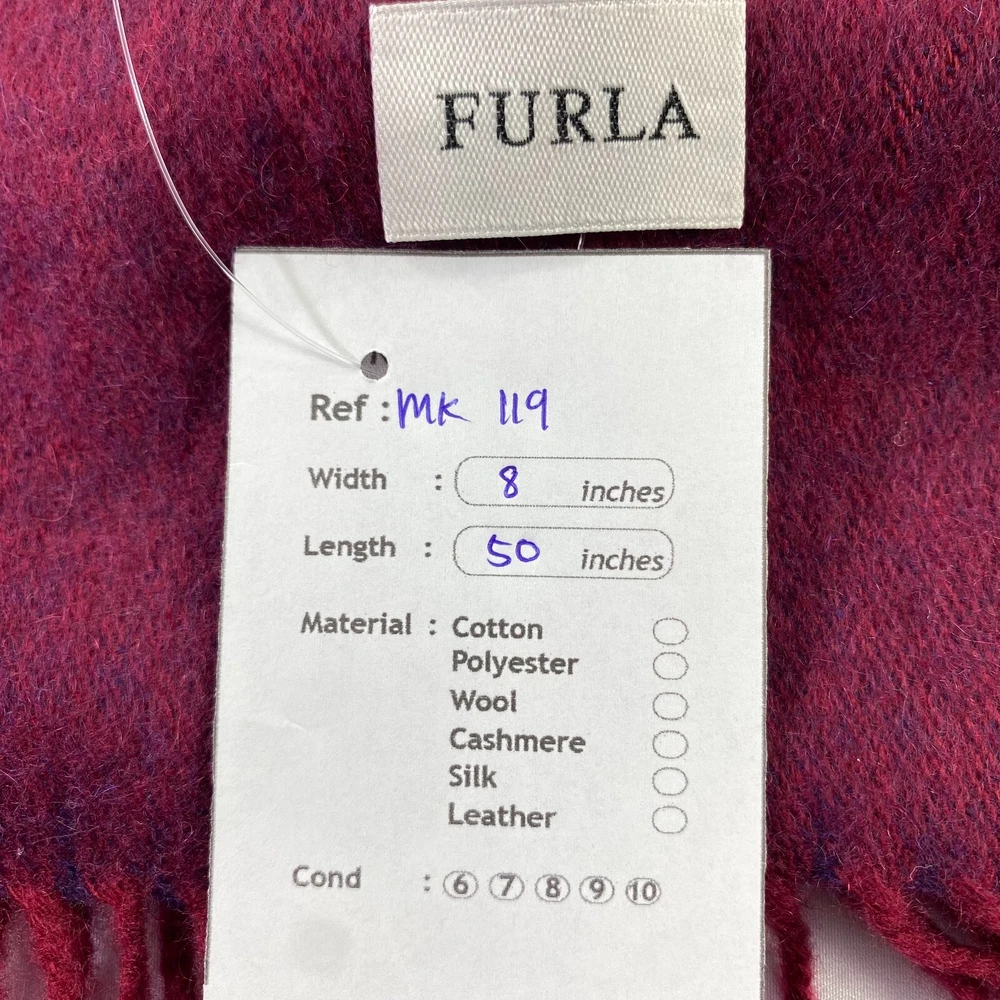 FURLA
Ref : MK 119
Width : 8 inches
Length : 50 inches
Material : Cotton
Polyester
Wool
Cashmere
Silk
Leather
Cond : 6 7 8 9 10